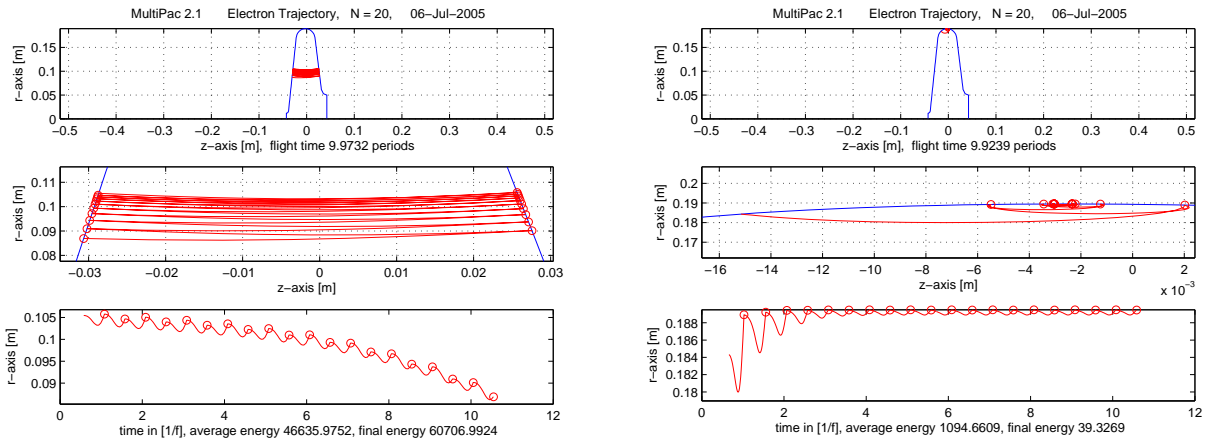 MultiPac 2.1 Electron Trajectory, N = 20, 06−Jul−2005
r−axis [m]
0.15
0.1
0.05
0
−0.5 −0.4 −0.3 −0.2 −0.1 0 0.1 0.2 0.3 0.4 0.5
z−axis [m], flight time 9.9732 periods
r−axis [m]
0.11
0.1
0.09
0.08
−0.03 −0.02 −0.01 0 0.01 0.02 0.03
z−axis [m]
r−axis [m]
0.105
0.1
0.095
0.09
0 2 4 6 8 10 12
time in [1/f], average energy 46635.9752, final energy 60706.9924
MultiPac 2.1 Electron Trajectory, N = 20, 06−Jul−2005
r−axis [m]
0.15
0.1
0.05
0
−0.5 −0.4 −0.3 −0.2 −0.1 0 0.1 0.2 0.3 0.4 0.5
z−axis [m], flight time 9.9239 periods
r−axis [m]
0.2
0.19
0.18
0.17
−16 −14 −12 −10 −8 −6 −4 −2 0 2
z−axis [m]
x 10−3
r−axis [m]
0.188
0.186
0.184
0.182
0.18
0 2 4 6 8 10 12
time in [1/f], average energy 1094.6609, final energy 39.3269